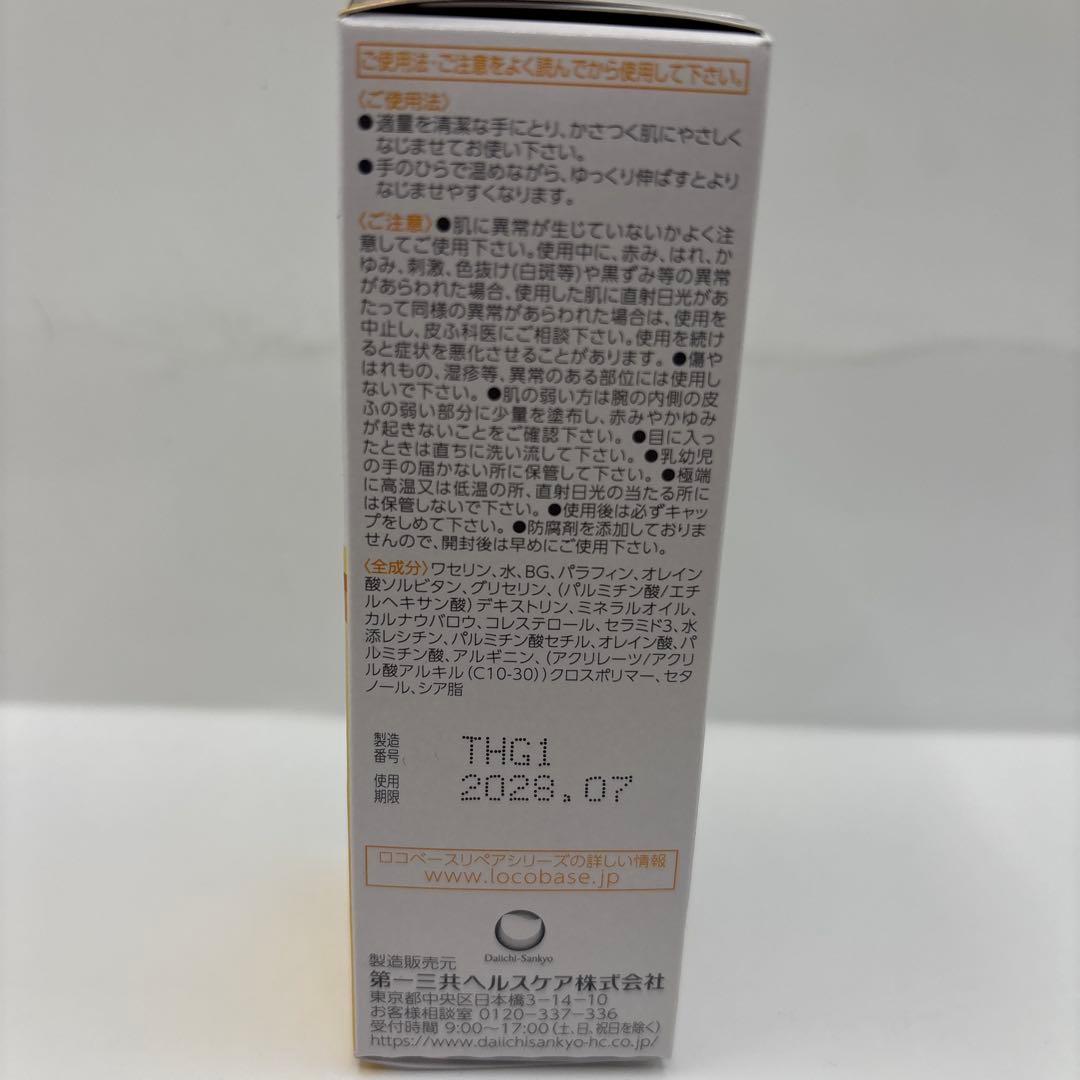 ご使用法・ご注意をよく読んでから使用して下さい。
〈ご使用法〉
●適量を清潔な手にとり、かさつく肌にやさしく
なじませてお使い下さい。
●手のひらで温めながら、ゆっくり伸ばすとより
なじませやすくなります。
〈ご注意〉●肌に異常が生じていないかよく注
意してご使用下さい。使用中に、赤み、はれ、か
ゆみ、刺激、色抜け(白斑等)や黒ずみ等の異常
があらわれた場合、使用した肌に直射日光があ
たって同様の異常があらわれた場合は、使用を
中止し、皮ふ科医にご相談下さい。使用を続け
ると症状を悪化させることがあります。●傷や
はれもの、湿疹等、異常のある部位には使用し
ないで下さい。●肌の弱い方は腕の内側の皮
ふの弱い部分に少量を塗布し、赤みやかゆみ
が起きないことをご確認下さい。●目に入っ
たときは直ちに洗い流して下さい。●乳幼児
の手の届かない所に保管して下さい。●極端
に高温又は低温の所、直射日光の当たる所に
は保管しないで下さい。●使用後は必ずキャッ
プをしめて下さい。●防腐剤を添加しておりま
せんので、開封後は早めにご使用下さい。
〈全成分〉ワセリン、水、BG、パラフィン、オレイン
酸ソルビタン、グリセリン、(パルミチン酸/エチ
ルヘキサン酸)デキストリン、ミネラルオイル、
カルナウバロウ、コレステロール、セラミド3、水
添レシチン、パルミチン酸セチル、オレイン酸、パ
ルミチン酸、アルギニン、(アクリレーツ/アクリ
ル酸アルキル(C10-30))クロスポリマー、セタ
ノール、シア脂
製造
番号
THG1
使用
期限
2028.07
ロコベースリペアシリーズの詳しい情報
www.locobase.jp
Daiichi-Sankyo
製造販売元
第一三共ヘルスケア株式会社
東京都中央区日本橋3-14-10
お客様相談室 0120-337-336
受付時間 9:00〜17:00(土、日、祝日を除く)
https://www.daiichisankyo-hc.co.jp/